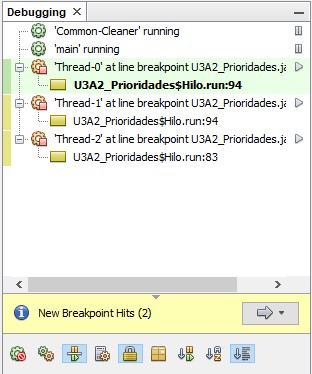 Debugging
'Common-Cleaner' running
'main' running
'Thread-0' at line breakpoint U3A2_Prioridades.ja
U3A2_Prioridades$Hilo.run:94
'Thread-1' at line breakpoint U3A2_Prioridades.ja
U3A2_Prioridades$Hilo.run:94
'Thread-2' at line breakpoint U3A2_Prioridades.ja
U3A2_Prioridades$Hilo.run:83
New Breakpoint Hits (2)